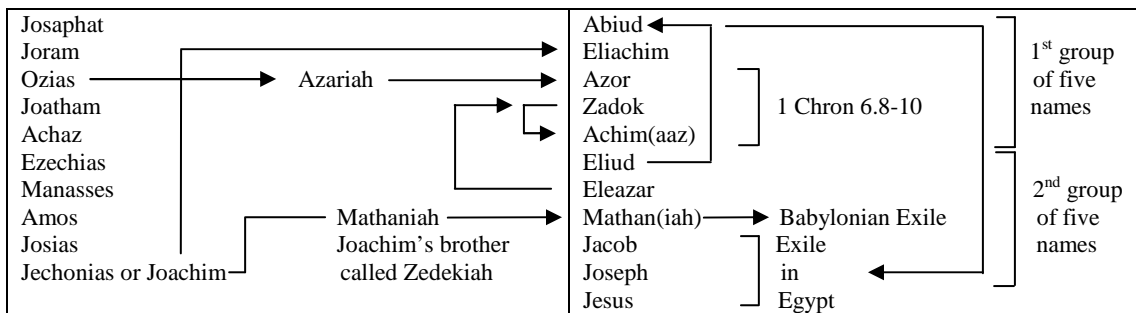 Josaphat
Joram
Ozias
Joatham
Achaz
Ezechias
Manasses
Amos
Josias
Jechonias or Joachim
Azariah
Mathaniah
Joachim’s brother
called Zedekiah
Abiud
Eliachim
Azor
Zadok
Achim(aaz)
Eliud
Eleazar
Mathan(iah)
Jacob
Joseph
Jesus
1 Chron 6.8-10
Babylonian Exile
Exile
in
Egypt
1st group
of five
names
2nd group
of five
names